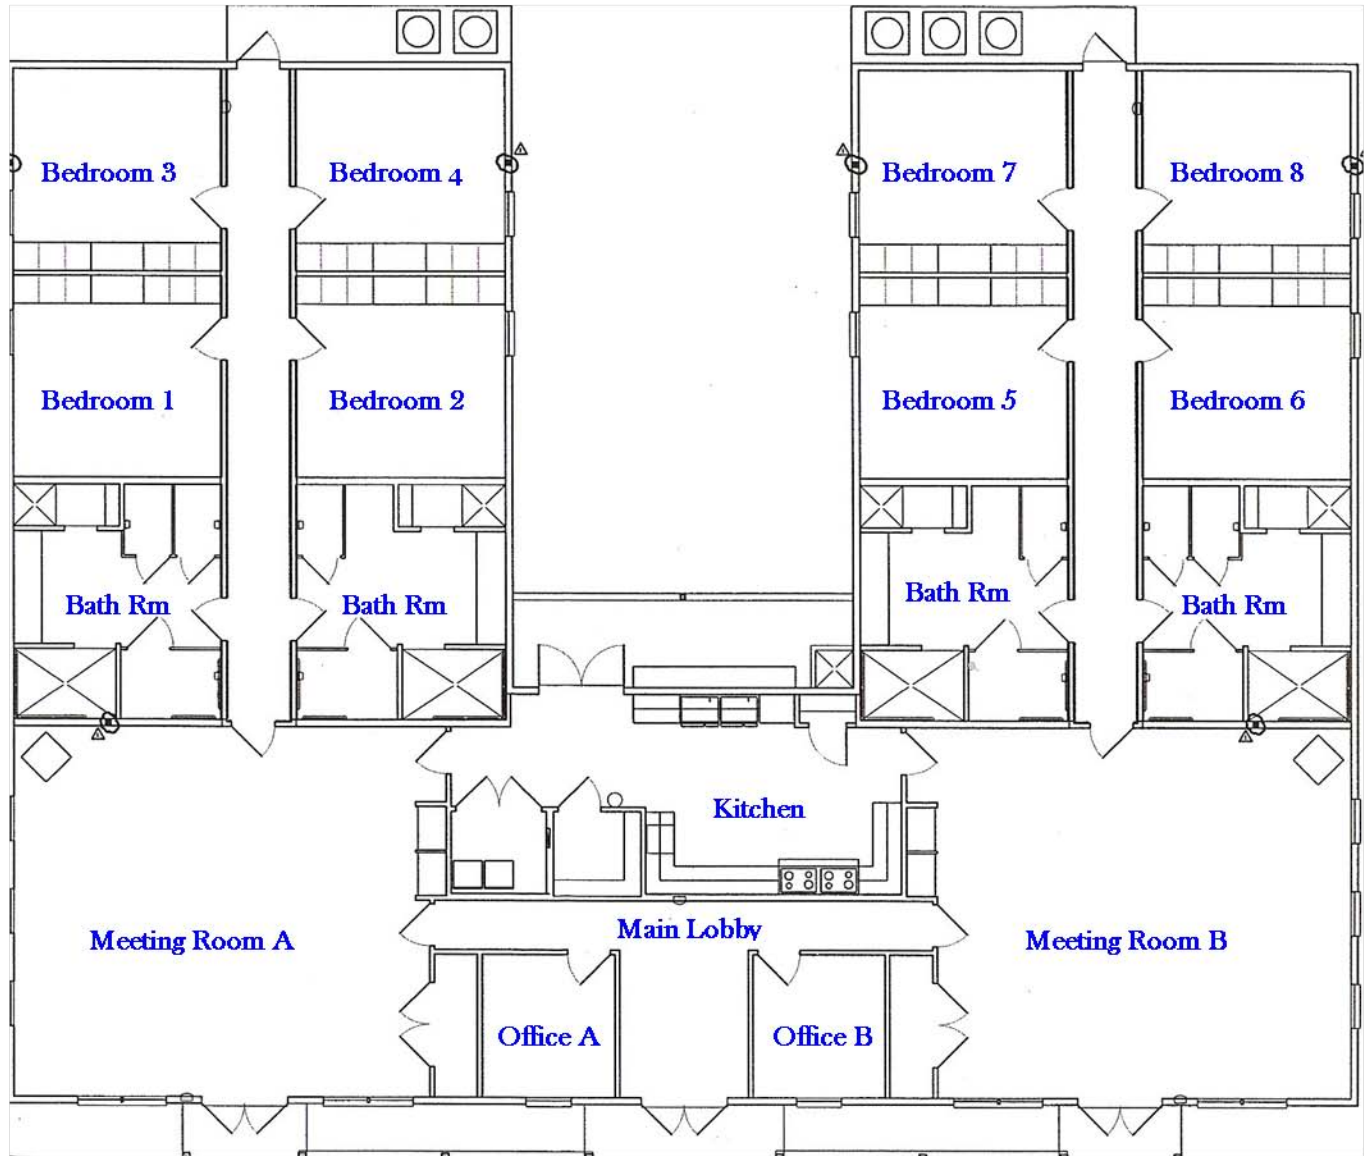 Bedroom 3
Bedroom 4
Bedroom 7
Bedroom 8
Bedroom 1
Bedroom 2
Bedroom 5
Bedroom 6
Bath Rm
Bath Rm
Bath Rm
Bath Rm
Kitchen
Main Lobby
Meeting Room A
Meeting Room B
Office A
Office B